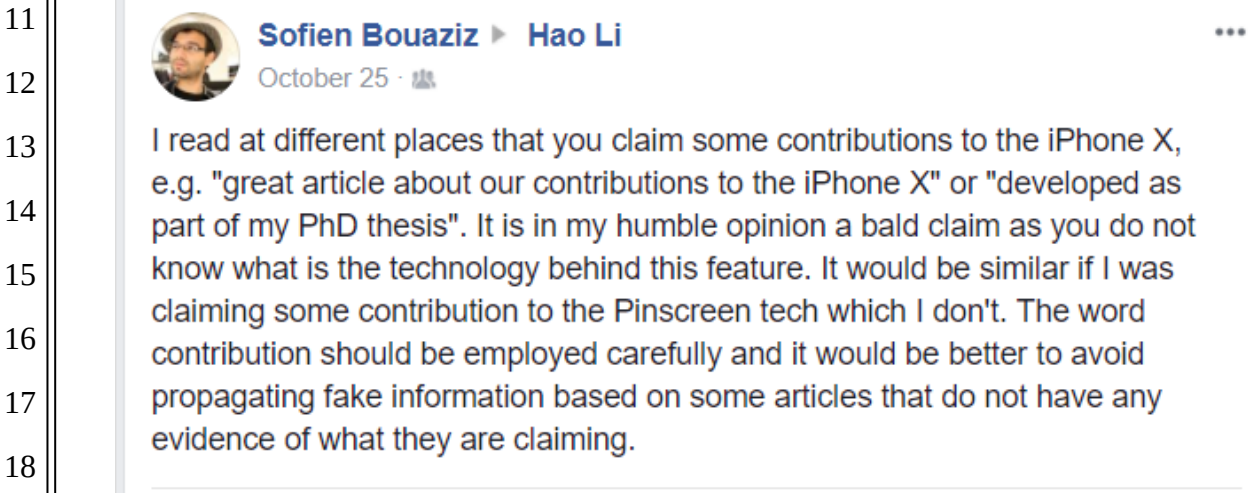 11
Sofien Bouaziz ▶ Hao Li
12
October 25 ·
13
I read at different places that you claim some contributions to the iPhone X,
e.g. "great article about our contributions to the iPhone X" or "developed as
14
part of my PhD thesis". It is in my humble opinion a bald claim as you do not
15
know what is the technology behind this feature. It would be similar if I was
claiming some contribution to the Pinscreen tech which I don't. The word
16
contribution should be employed carefully and it would be better to avoid
17
propagating fake information based on some articles that do not have any
evidence of what they are claiming.
18